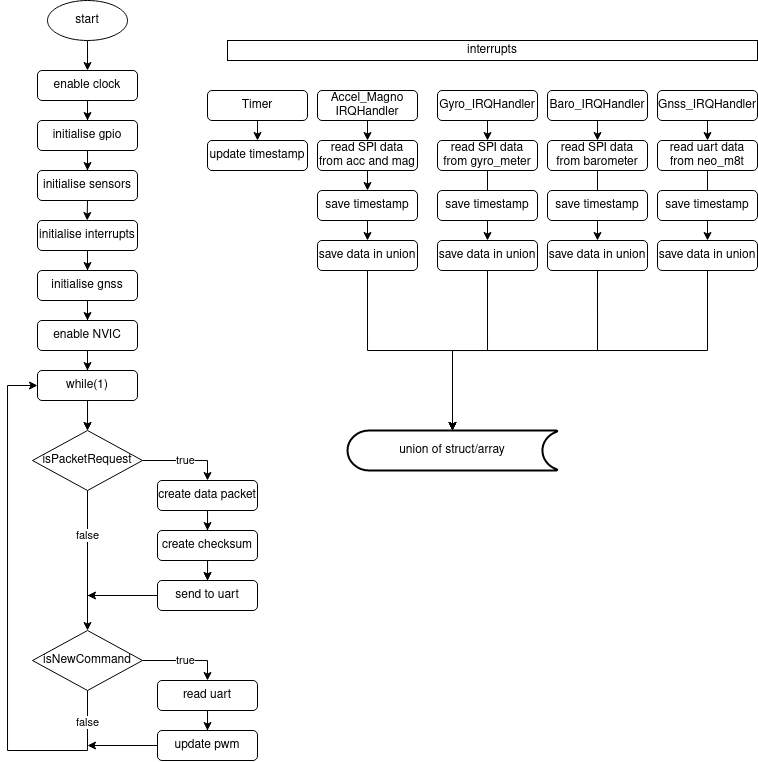 start
enable clock
initialise gpio
initialise sensors
initialise interrupts
initialise gnss
enable NVIC
while(1)
isPacketRequest
true
create data packet
create checksum
false
send to uart
isNewCommand
true
read uart
false
update pwm
interrupts
Timer
update timestamp
Accel_Magno
IRQHandler
read SPI data
from acc and mag
save timestamp
save data in union
Gyro_IRQHandler
read SPI data
from gyro_meter
save timestamp
save data in union
Baro_IRQHandler
read SPI data
from barometer
save timestamp
save data in union
Gnss_IRQHandler
read uart data
from neo_m8t
save timestamp
save data in union
union of struct/array